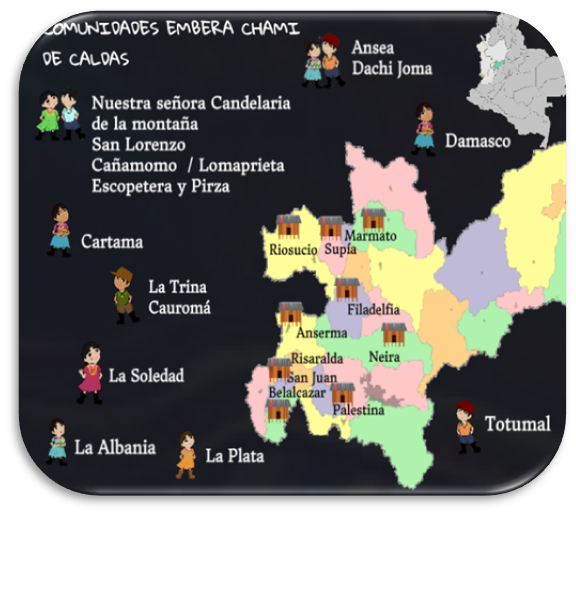 COMUNIDADES EMBERA CHAMI
DE CALDAS
Ansea
Dachi Joma
Nuestra señora Candelaria
de la montaña
San Lorenzo
Cañamomo / Lomaprieta
Escopetera y Pirza
Damasco
Cartama
Marmato
Riosucio Supía
La Trina
Cauromá
Filadelfia
Anserma
Risaralda
Neira
La Soledad
San Juan
Belalcazar
Palestina
Totumal
La Albania
La Plata